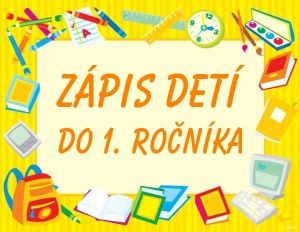 ZÁPIS DETÍ
DO 1. ROČNÍKA